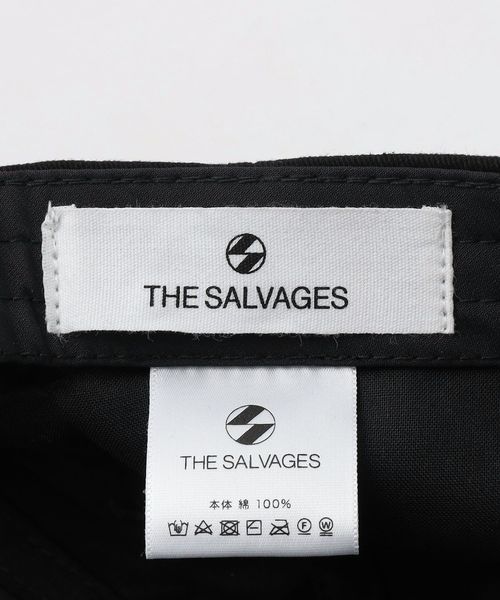 THE SALVAGES
THE SALVAGES
本体 綿 100%
F W